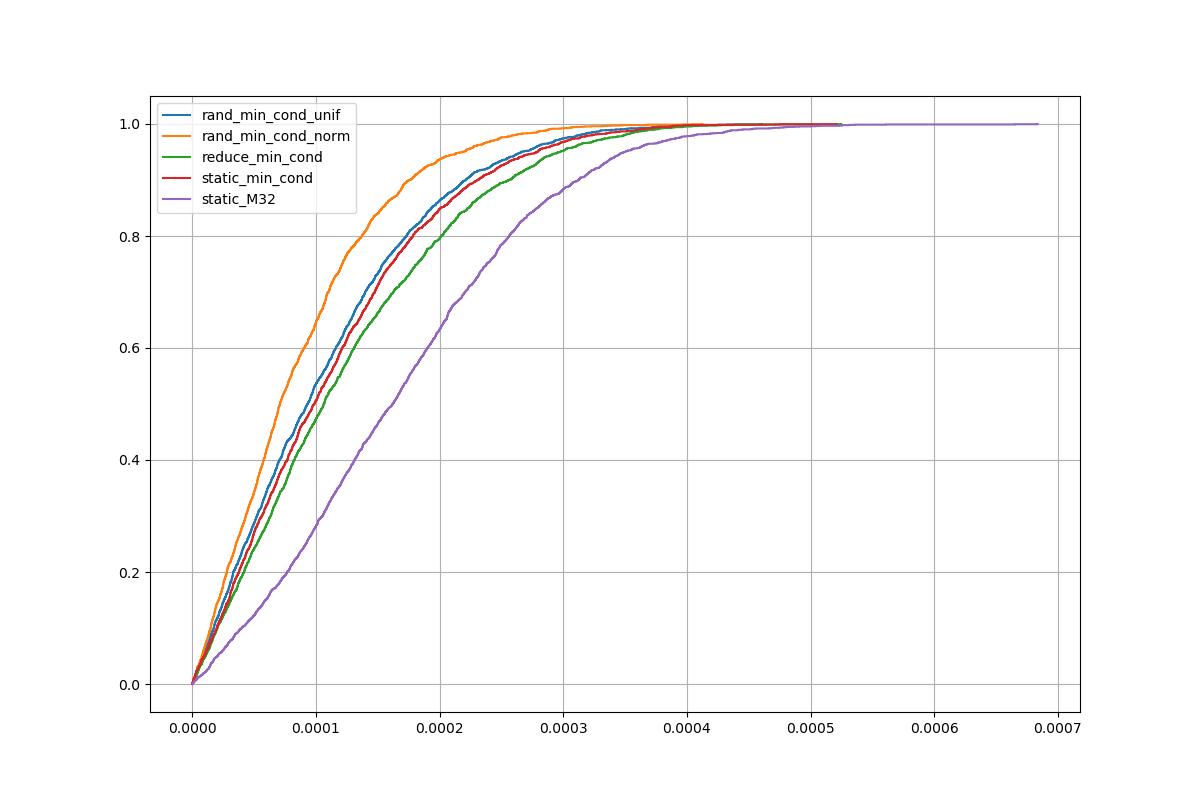 rand_min_cond_unif
rand_min_cond_norm
reduce_min_cond
static_min_cond
static_M32
1.0
0.8
0.6
0.4
0.2
0.0
0.0000 0.0001 0.0002 0.0003 0.0004 0.0005 0.0006 0.0007